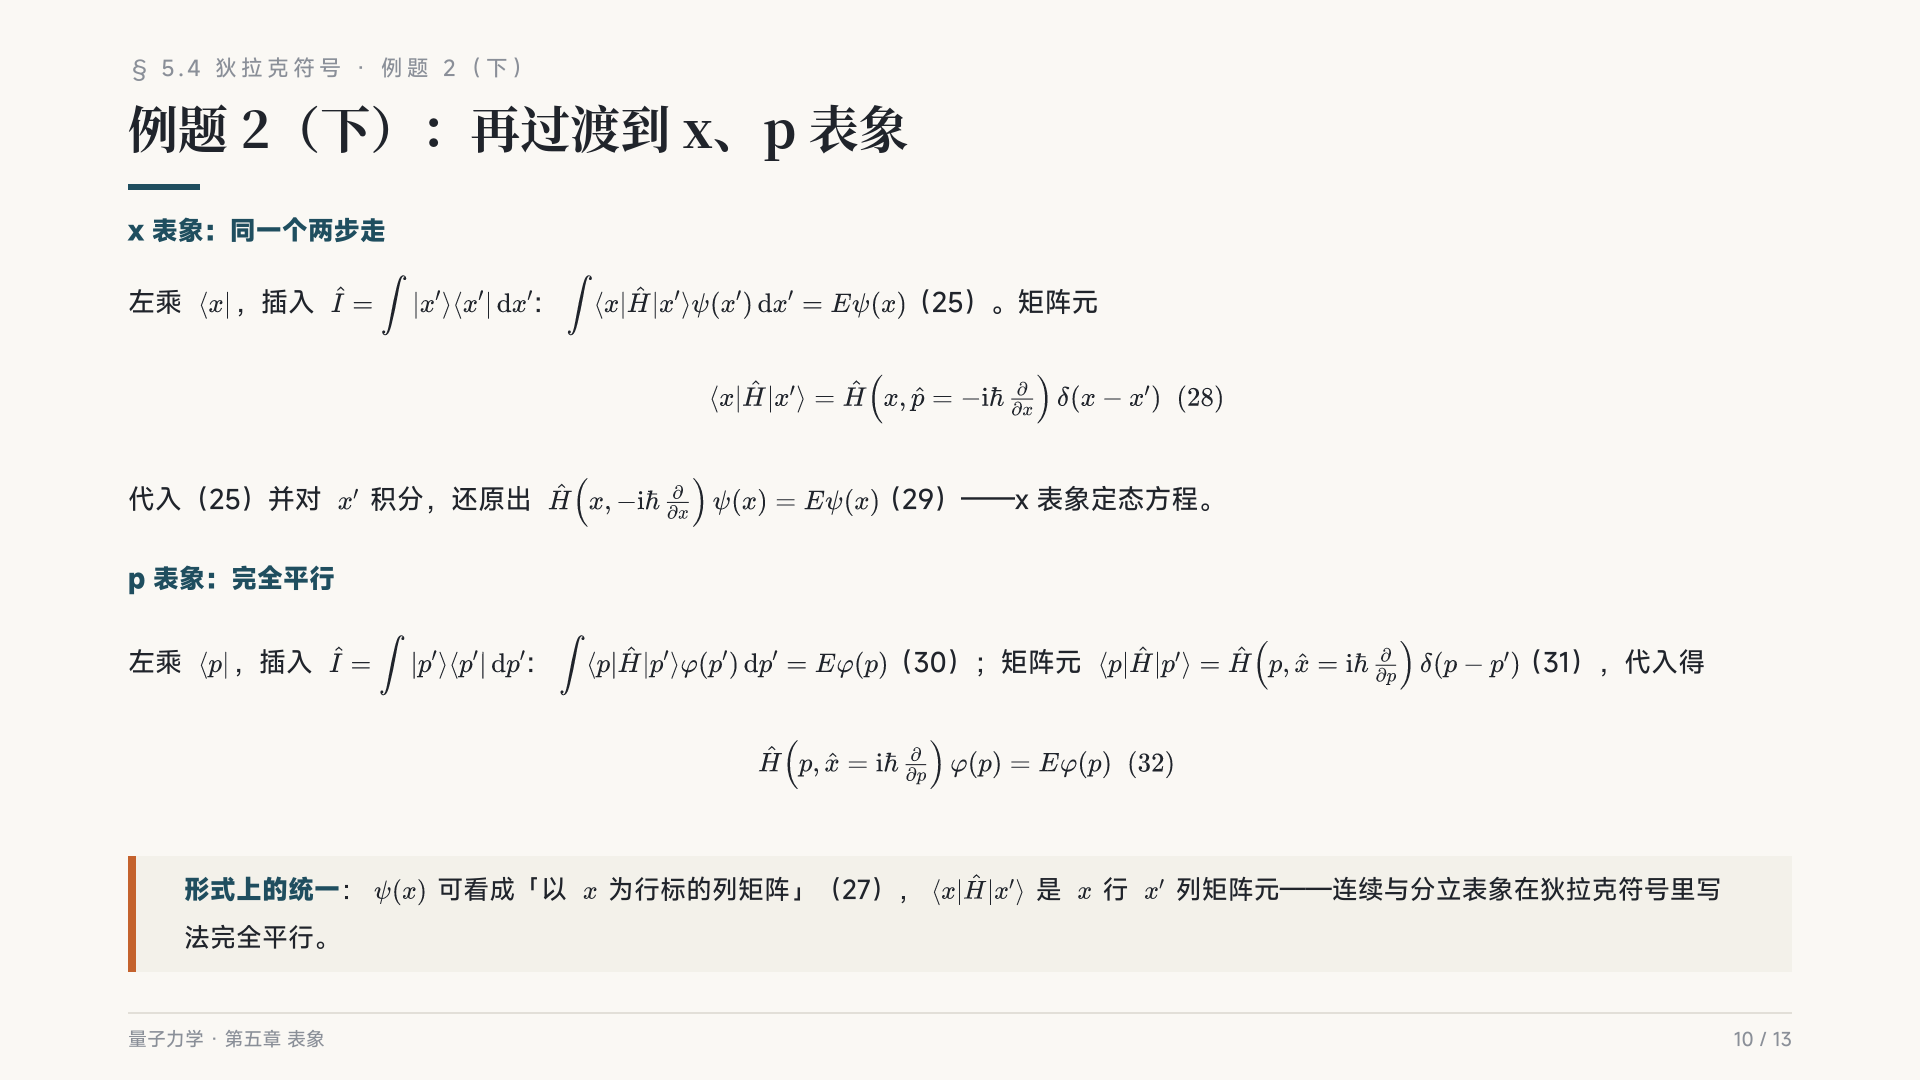 § 5.4 狄拉克符号 · 例题 2（下）
例题 2（下）：再过渡到 x、p 表象
x 表象：同一个两步走
左乘 ⟨x|，插入 Î = ∫ |x′⟩⟨x′| dx′： ∫ ⟨x|Ĥ|x′⟩ψ(x′) dx′ = Eψ(x)（25）。矩阵元
⟨x|Ĥ|x′⟩ = Ĥ(x, p̂ = −iħ ∂/∂x) δ(x − x′) (28)
代入（25）并对 x′ 积分，还原出 Ĥ(x, −iħ ∂/∂x) ψ(x) = Eψ(x)（29）——x 表象定态方程。
p 表象：完全平行
左乘 ⟨p|，插入 Î = ∫ |p′⟩⟨p′| dp′： ∫ ⟨p|Ĥ|p′⟩φ(p′) dp′ = Eφ(p)（30）；矩阵元 ⟨p|Ĥ|p′⟩ = Ĥ(p, x̂ = iħ ∂/∂p) δ(p − p′)（31），代入得
Ĥ(p, x̂ = iħ ∂/∂p) φ(p) = Eφ(p) (32)
形式上的统一： ψ(x) 可看成「以 x 为行标的列矩阵」（27），⟨x|Ĥ|x′⟩ 是 x 行 x′ 列矩阵元——连续与分立表象在狄拉克符号里写
法完全平行。
量子力学 · 第五章 表象
10 / 13